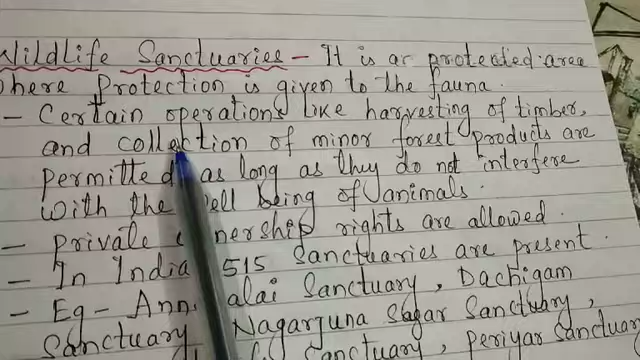 Wildlife Sanctuaries - It is a protected area
where Protection is given to the fauna.
- Certain operations like harvesting of timber,
and collection of minor forest products are
permitted as long as they do not interfere
with the well being of animals.
- Private ownership rights are allowed.
- In India 515 Sanctuaries are present.
- Eg - Annamalai Sanctuary, Dachigam
Sanctuary, Nagarjuna Sagar Sanctuary,
Sanctuary, Periyar Sanctuary